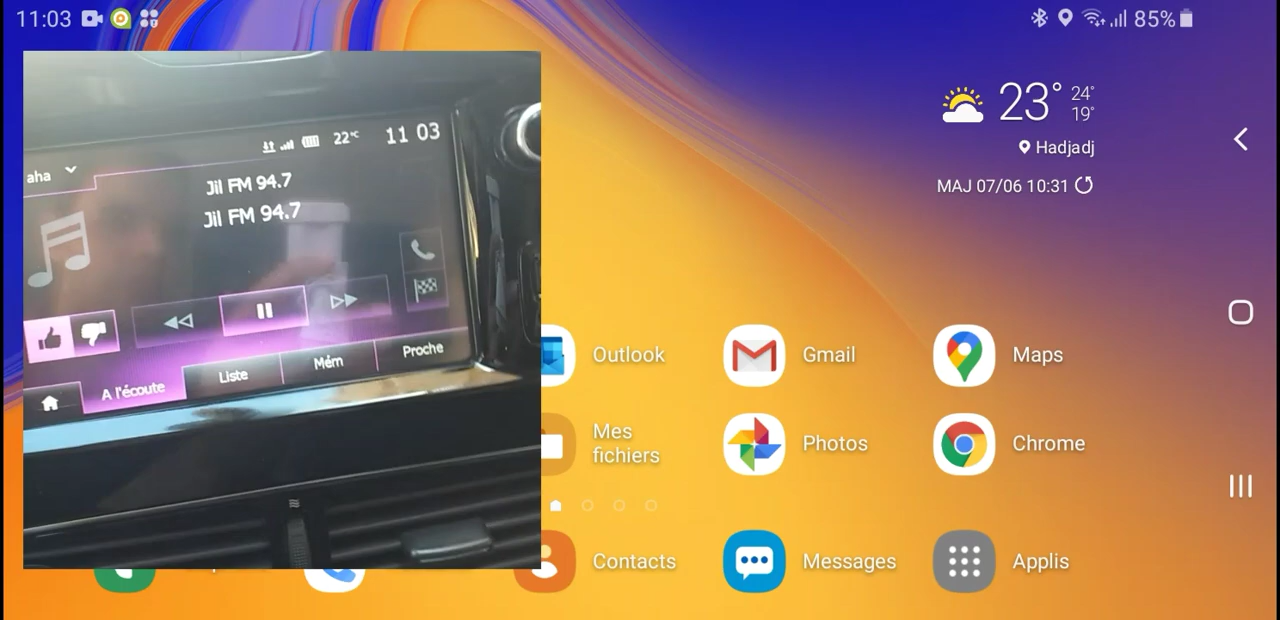 11:03
85%
23° 24°
19°
Hadjadj
MAJ 07/06 10:31
22°C 11 03
aha
Jil FM 94.7
Jil FM 94.7
A l'écoute Liste Mém Proche
Outlook Gmail Maps
Mes
fichiers
Photos Chrome
Contacts Messages Applis